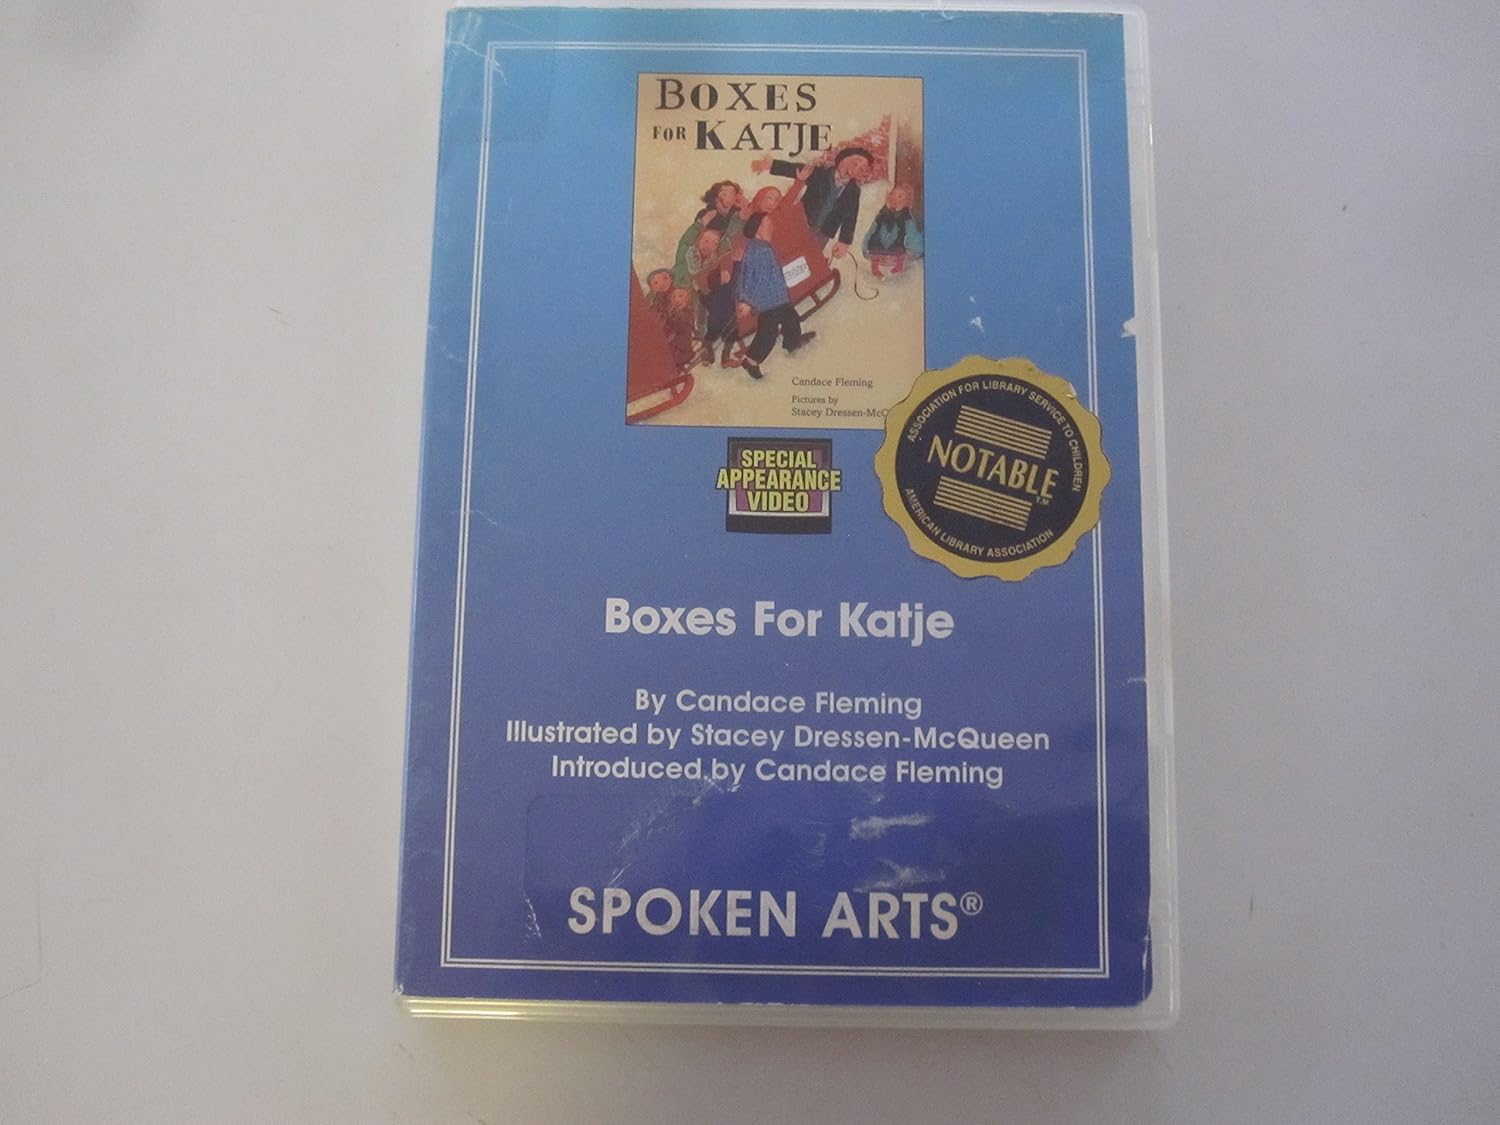 BOXES
FOR KATJE
Candace Fleming
Pictures by
Stacey Dressen-McQ
SPECIAL
APPEARANCE
VIDEO
ASSOCIATION FOR LIBRARY SERVICE TO CHILDREN
NOTABLE T.M.
AMERICAN LIBRARY ASSOCIATION
Boxes For Katje
By Candace Fleming
Illustrated by Stacey Dressen-McQueen
Introduced by Candace Fleming
SPOKEN ARTS®